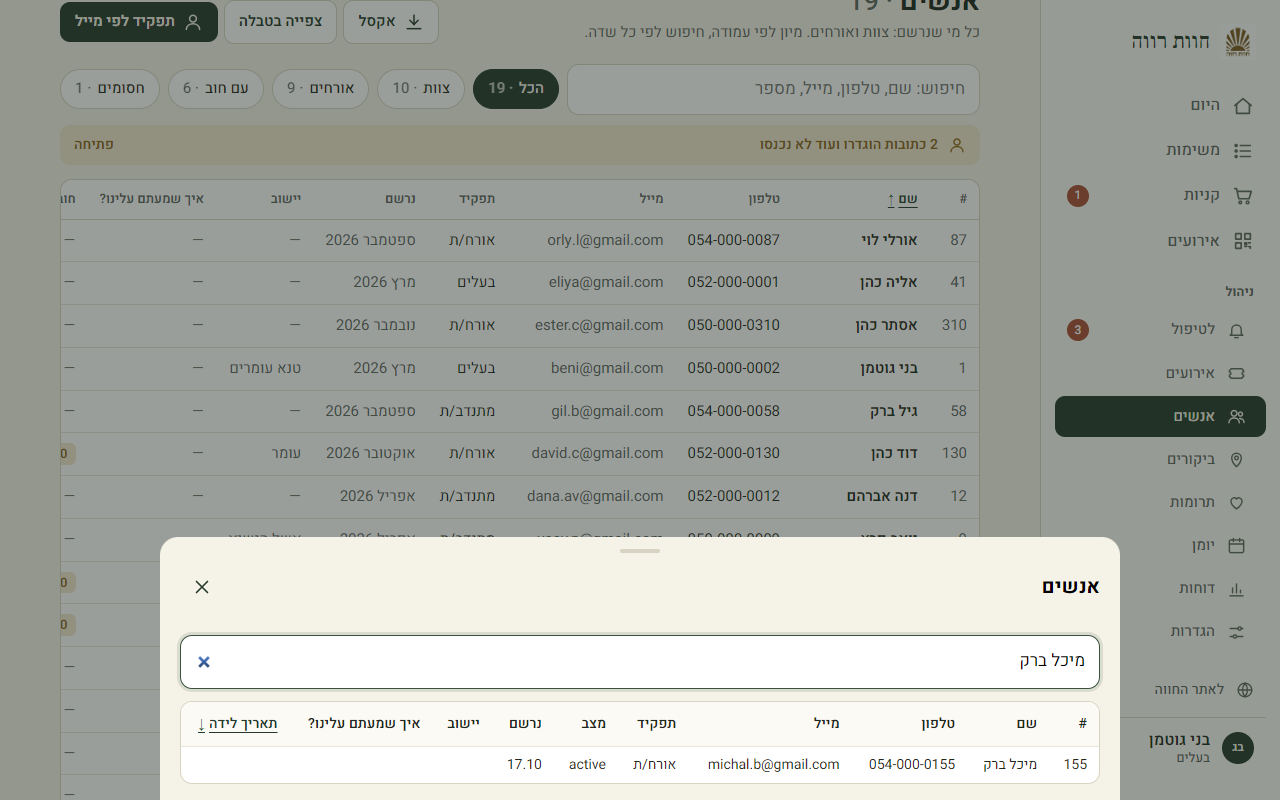 חוות רווה
חוות רווה
היום
משימות
קניות 1
אירועים
ניהול
לטיפול 3
אירועים
אנשים
ביקורים
תרומות
יומן
דוחות
הגדרות
לאתר החווה
בג
בני גוטמן
בעלים
אנשים · 19
כל מי שנרשם: צוות ואורחים. מיון לפי עמודה, חיפוש לפי כל שדה.
אקסל
צפייה בטבלה
תפקיד לפי מייל
חיפוש: שם, טלפון, מייל, מספר
הכל · 19
צוות · 10
אורחים · 9
עם חוב · 6
חסומים · 1
2 כתובות הוגדרו ועוד לא נכנסו
פתיחה
# שם ↑ טלפון מייל תפקיד נרשם יישוב איך שמעתם עלינו?
87 אורלי לוי 054-000-0087 orly.l@gmail.com אורח/ת ספטמבר 2026 — — —
41 אליה כהן 052-000-0001 eliya@gmail.com בעלים מרץ 2026 — — —
310 אסתר כהן 050-000-0310 ester.c@gmail.com אורח/ת נובמבר 2026 — — —
1 בני גוטמן 050-000-0002 beni@gmail.com בעלים מרץ 2026 טנא עומרים — —
58 גיל ברק 054-000-0058 gil.b@gmail.com מתנדב/ת ספטמבר 2026 — — —
130 דוד כהן 052-000-0130 david.c@gmail.com אורח/ת אוקטובר 2026 עומר — 0
12 דנה אברהם 052-000-0012 dana.av@gmail.com מתנדב/ת אפריל 2026 — — —
—
0
0
—
—
—
—
אנשים
מיכל ברק
# שם טלפון מייל תפקיד מצב נרשם יישוב איך שמעתם עלינו? תאריך לידה ↓
155 מיכל ברק 054-000-0155 michal.b@gmail.com אורח/ת active 17.10